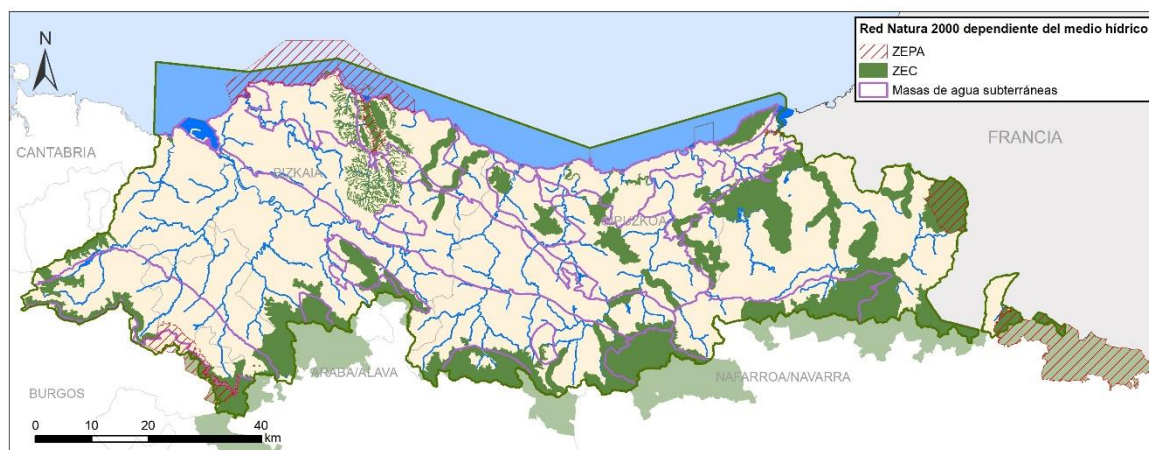 N
Red Natura 2000 dependiente del medio hídrico
ZEPA
ZEC
Masas de agua subterráneas
FRANCIA
CANTABRIA
BIZKAIA
GIPUZKOA
ARABA/ALAVA
NAFARROA/NAVARRA
BURGOS
0 10 20 40
km